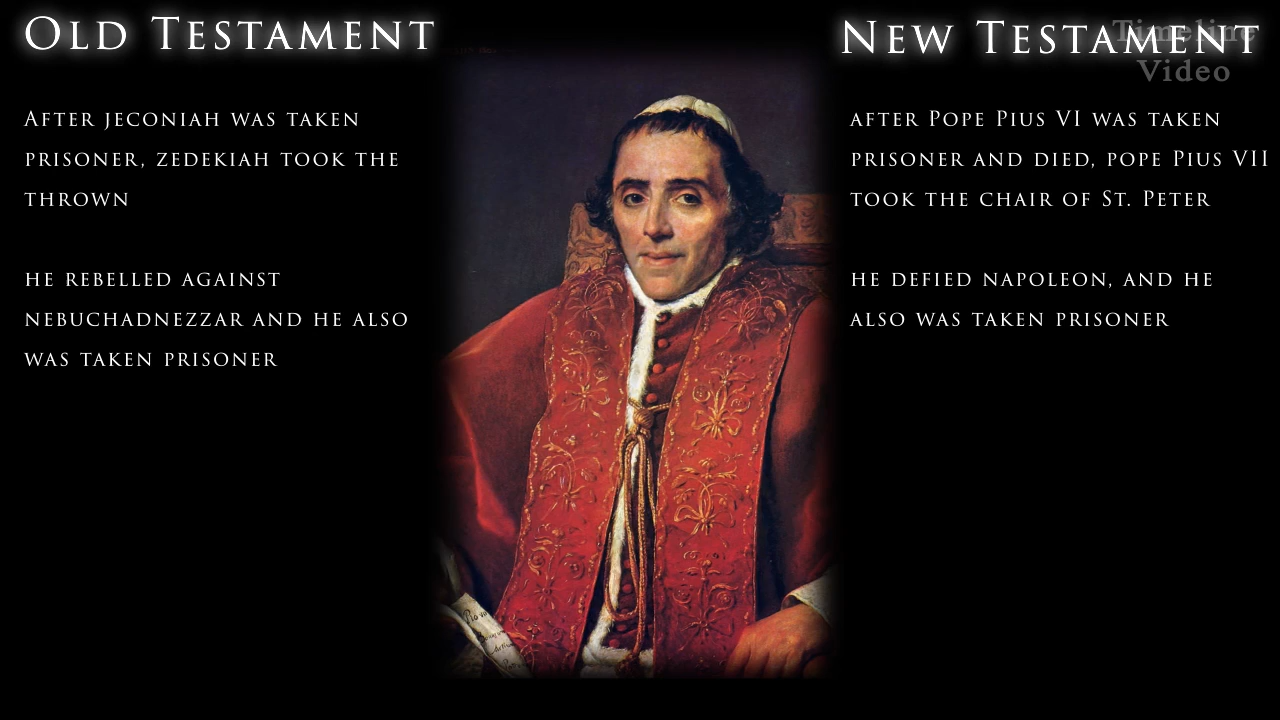 Old Testament
New Testament
Timeline
Video
After jeconiah was taken
prisoner, zedekiah took the
thrown
he rebelled against
nebuchadnezzar and he also
was taken prisoner
after Pope Pius VI was taken
prisoner and died, pope Pius VII
took the chair of St. Peter
he defied napoleon, and he
also was taken prisoner